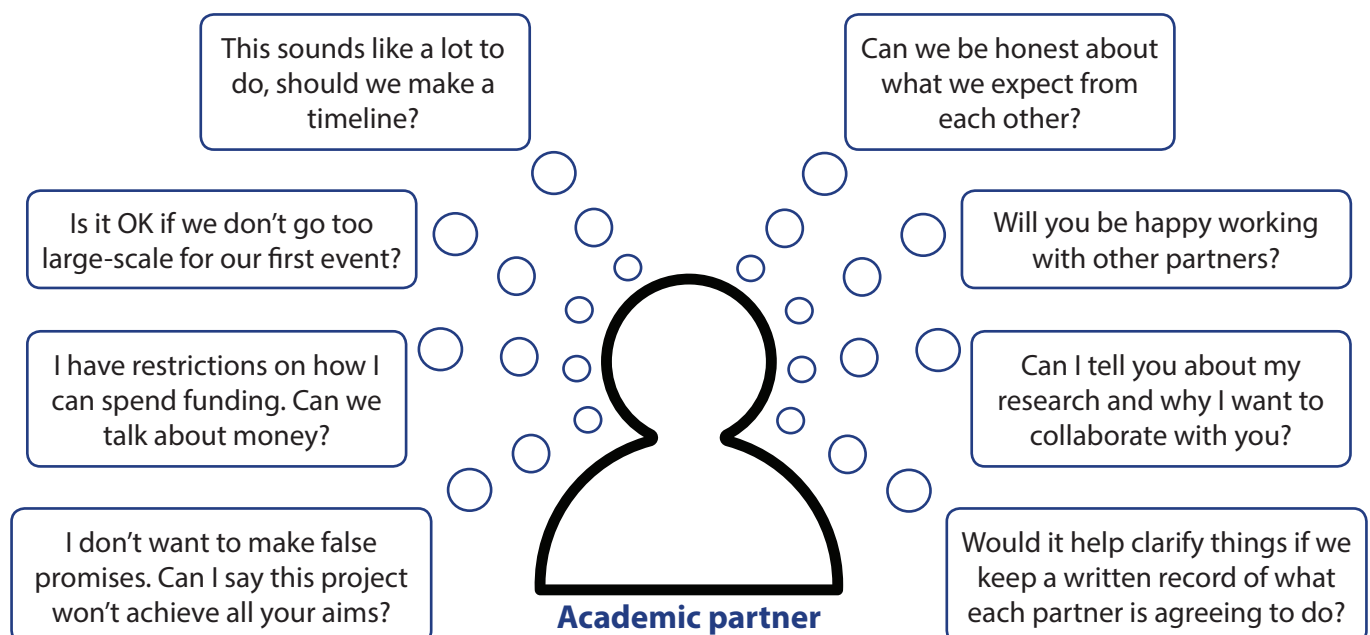 This sounds like a lot to
do, should we make a
timeline?
Can we be honest about
what we expect from
each other?
Is it OK if we don’t go too
large-scale for our first event?
Will you be happy working
with other partners?
I have restrictions on how I
can spend funding. Can we
talk about money?
Can I tell you about my
research and why I want to
collaborate with you?
I don’t want to make false
promises. Can I say this project
won’t achieve all your aims?
Would it help clarify things if we
keep a written record of what
each partner is agreeing to do?
Academic partner